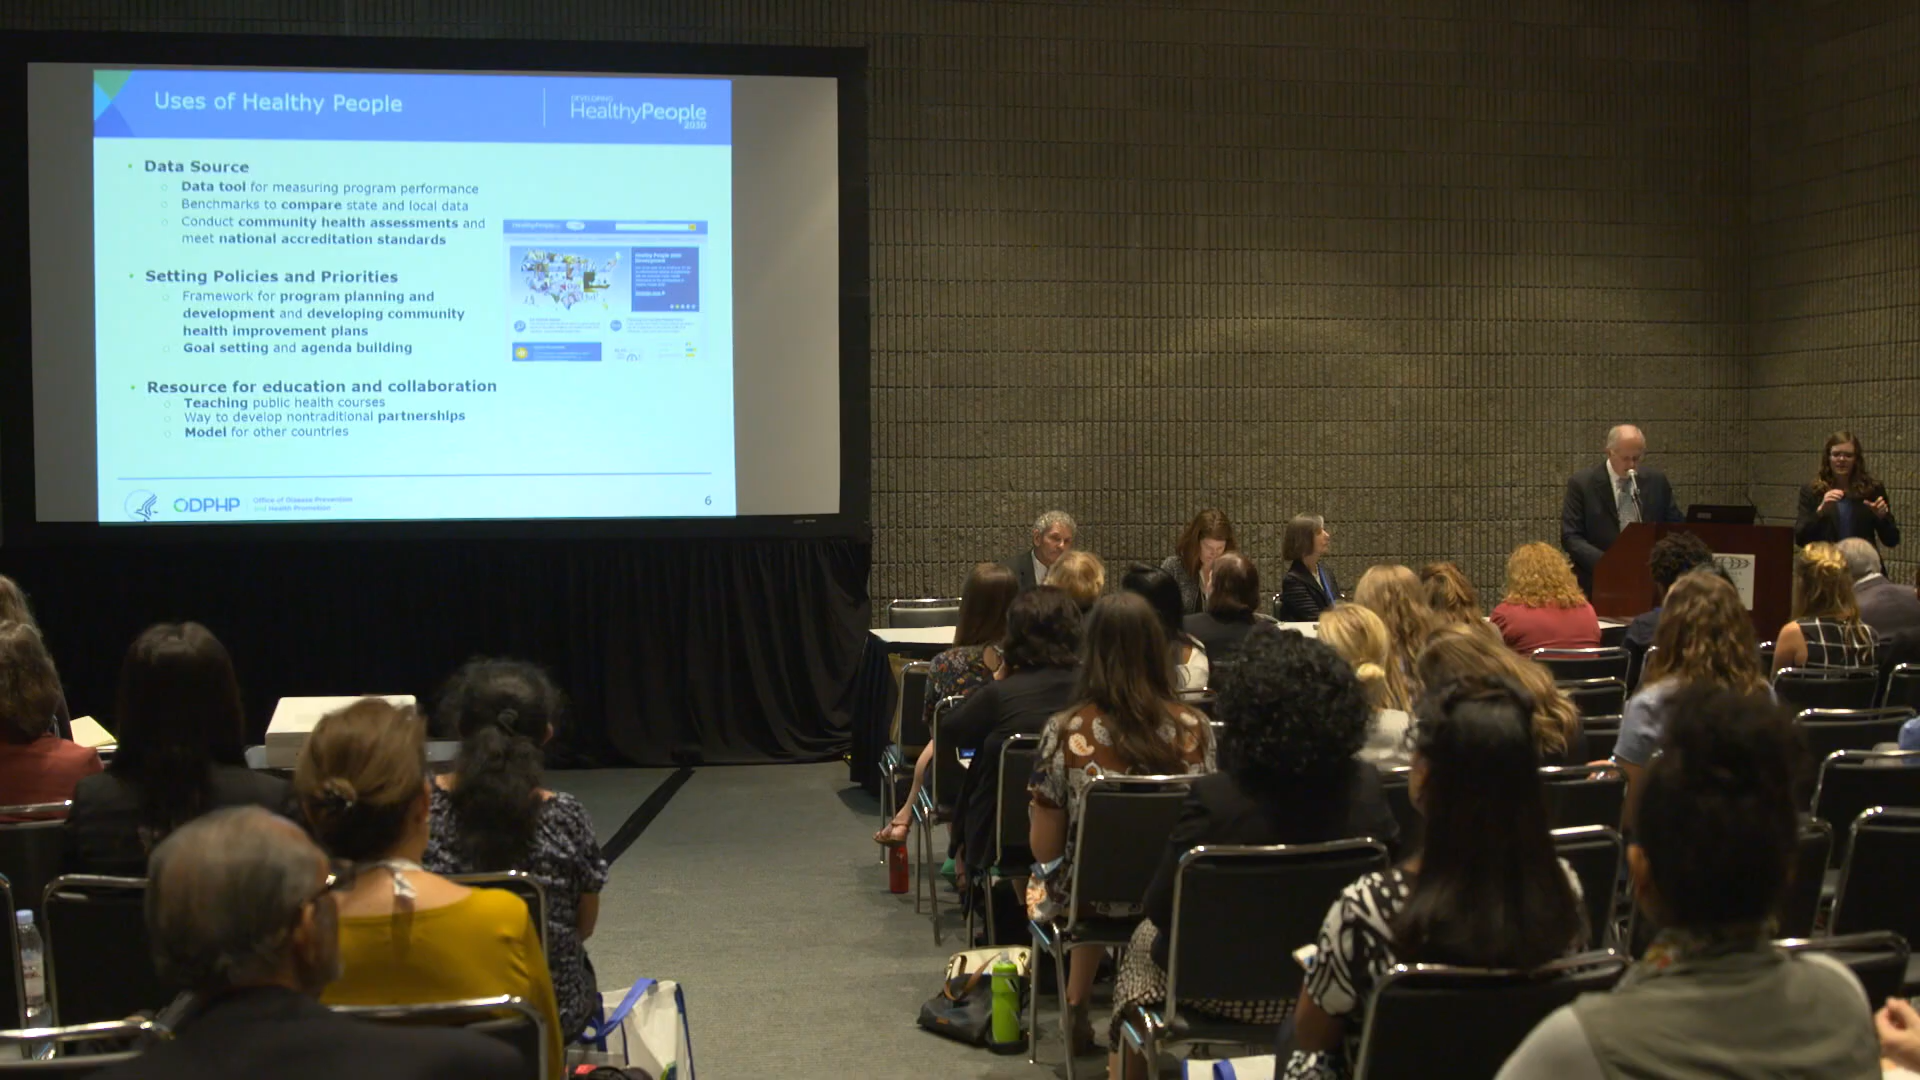 Uses of Healthy People
DEVELOPING
HealthyPeople
2030
Data Source
Data tool for measuring program performance
Benchmarks to compare state and local data
Conduct community health assessments and
meet national accreditation standards
Setting Policies and Priorities
Framework for program planning and
development and developing community
health improvement plans
Goal setting and agenda building
Resource for education and collaboration
Teaching public health courses
Way to develop nontraditional partnerships
Model for other countries
ODPHP
Office of Disease Prevention
and Health Promotion
6